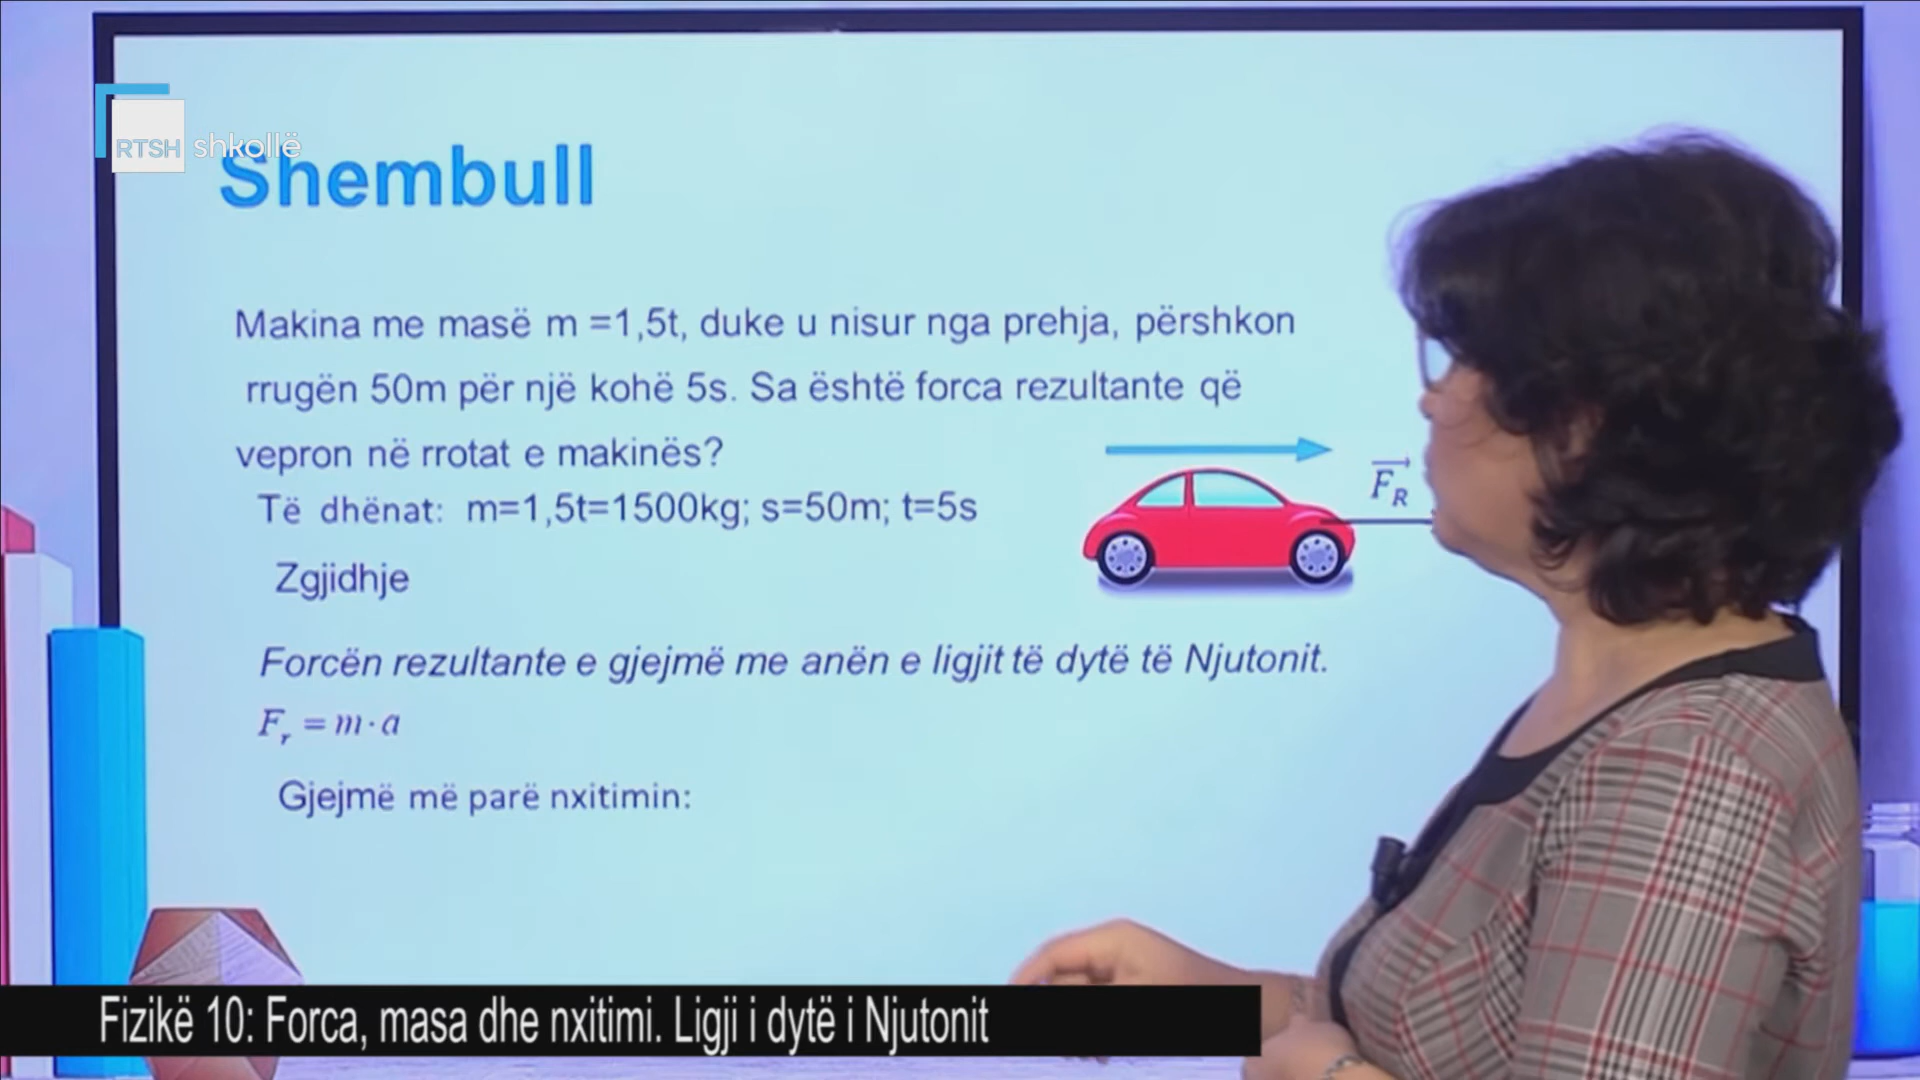 RTSH shkollë
Shembull
Makina me masë m =1,5t, duke u nisur nga prehja, përshkon
rrugën 50m për një kohë 5s. Sa është forca rezultante që
vepron në rrotat e makinës?
Të dhënat: m=1,5t=1500kg; s=50m; t=5s
F_R
Zgjidhje
Forcën rezultante e gjejmë me anën e ligjit të dytë të Njutonit.
F_r = m · a
Gjejmë më parë nxitimin:
Fizikë 10: Forca, masa dhe nxitimi. Ligji i dytë i Njutonit